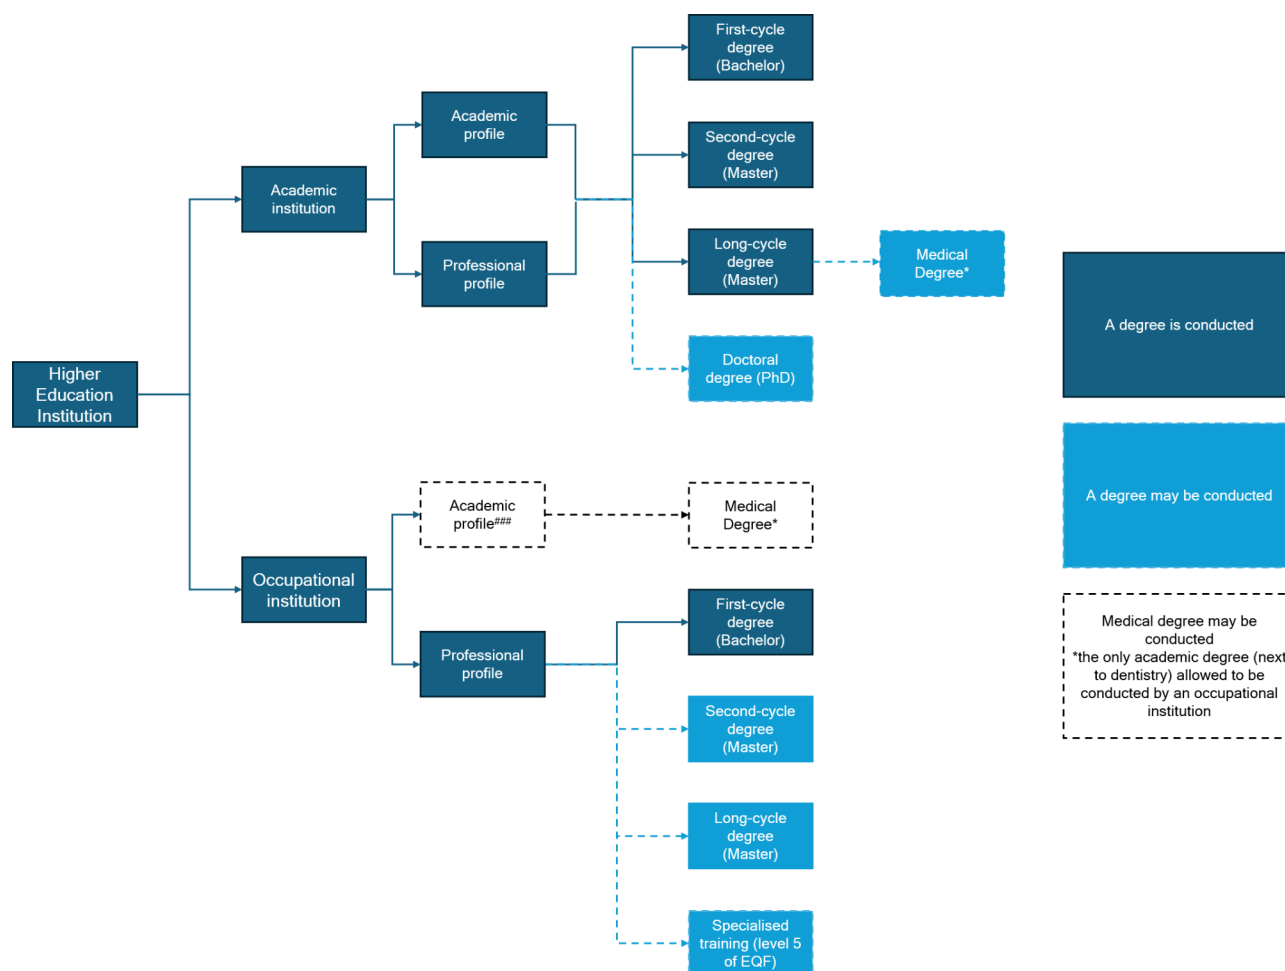 First-cycle
degree
(Bachelor)
Academic
profile
Second-cycle
degree
(Master)
Academic
institution
Professional
profile
Long-cycle
degree
(Master)
Medical
Degree*
A degree is conducted
Doctoral
degree (PhD)
Higher
Education
Institution
A degree may be conducted
Academic
profile###
Medical
Degree*
Occupational
institution
First-cycle
degree
(Bachelor)
Professional
profile
Medical degree may be
conducted
*the only academic degree (next
to dentistry) allowed to be
conducted by an occupational
institution
Second-cycle
degree
(Master)
Long-cycle
degree
(Master)
Specialised
training (level 5
of EQF)